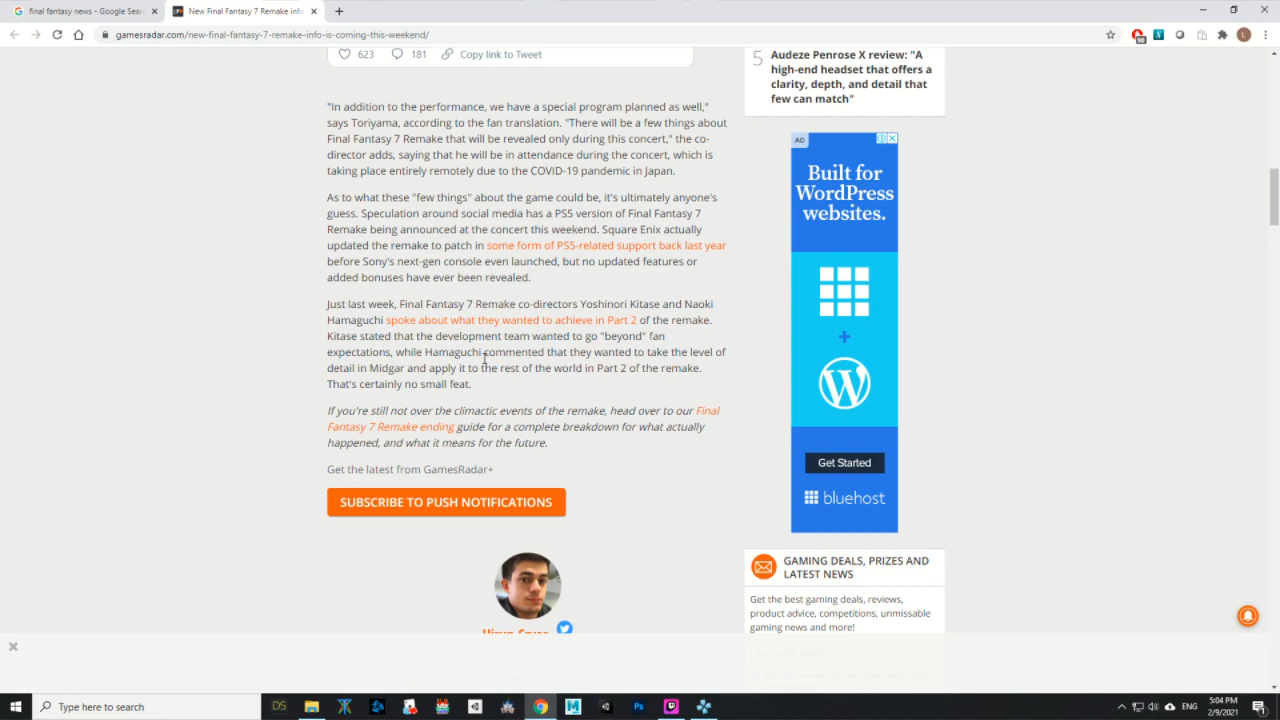 final fantasy news - Google Sear
New Final Fantasy 7 Remake info
gamesradar.com/new-final-fantasy-7-remake-info-is-coming-this-weekend/
L
623
181
Copy link to Tweet
"In addition to the performance, we have a special program planned as well,"
says Toriyama, according to the fan translation. "There will be a few things about
Final Fantasy 7 Remake that will be revealed only during this concert," the co-
director adds, saying that he will be in attendance during the concert, which is
taking place entirely remotely due to the COVID-19 pandemic in Japan.
As to what these "few things" about the game could be, it's ultimately anyone's
guess. Speculation around social media has a PS5 version of Final Fantasy 7
Remake being announced at the concert this weekend. Square Enix actually
updated the remake to patch in some form of PS5-related support back last year
before Sony's next-gen console even launched, but no updated features or
added bonuses have ever been revealed.
Just last week, Final Fantasy 7 Remake co-directors Yoshinori Kitase and Naoki
Hamaguchi spoke about what they wanted to achieve in Part 2 of the remake.
Kitase stated that the development team wanted to go "beyond" fan
expectations, while Hamaguchi commented that they wanted to take the level of
detail in Midgar and apply it to the rest of the world in Part 2 of the remake.
That's certainly no small feat.
If you're still not over the climactic events of the remake, head over to our Final
Fantasy 7 Remake ending guide for a complete breakdown for what actually
happened, and what it means for the future.
Get the latest from GamesRadar+
SUBSCRIBE TO PUSH NOTIFICATIONS
5
Audeze Penrose X review: "A
high-end headset that offers a
clarity, depth, and detail that
few can match"
AD
Built for
WordPress
websites.
+
Get Started
bluehost
GAMING DEALS, PRIZES AND
LATEST NEWS
Get the best gaming deals, reviews,
product advice, competitions, unmissable
gaming news and more!
Type here to search
DS
M
Ps
5:04 PM
2/9/2021